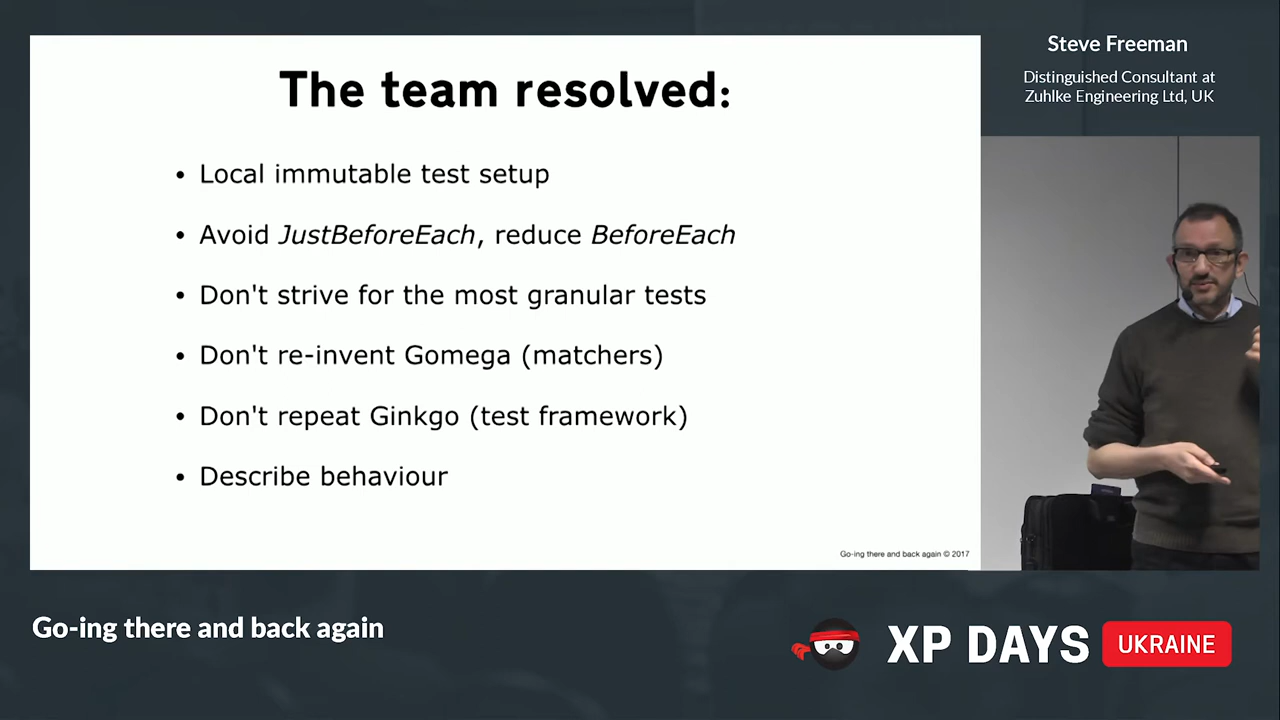 The team resolved:
• Local immutable test setup
• Avoid JustBeforeEach, reduce BeforeEach
• Don't strive for the most granular tests
• Don't re-invent Gomega (matchers)
• Don't repeat Ginkgo (test framework)
• Describe behaviour
Go-ing there and back again © 2017
Steve Freeman
Distinguished Consultant at
Zuhlke Engineering Ltd, UK
Go-ing there and back again
XP DAYS UKRAINE